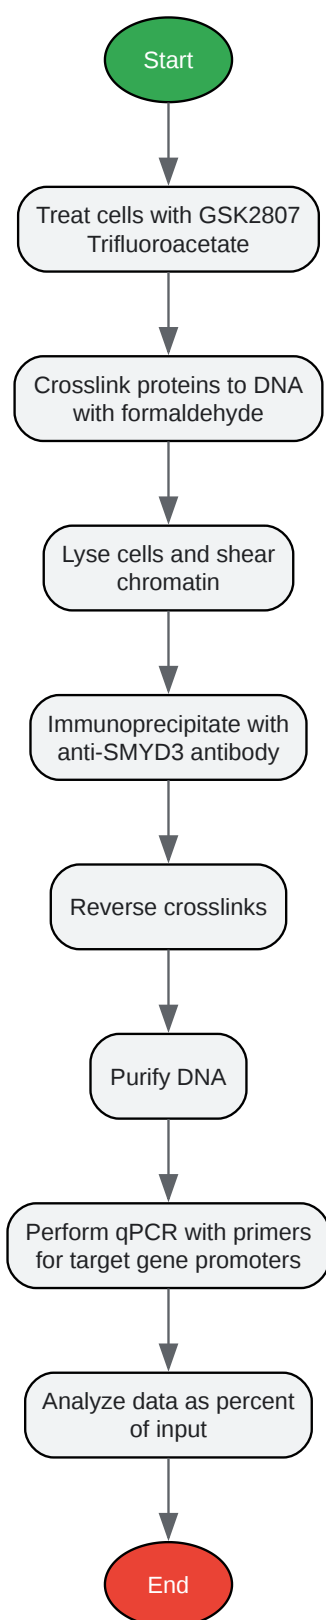 Start
Treat cells with GSK2807
Trifluoroacetate
Crosslink proteins to DNA
with formaldehyde
Lyse cells and shear
chromatin
Immunoprecipitate with
anti-SMYD3 antibody
Reverse crosslinks
Purify DNA
Perform qPCR with primers
for target gene promoters
Analyze data as percent
of input
End